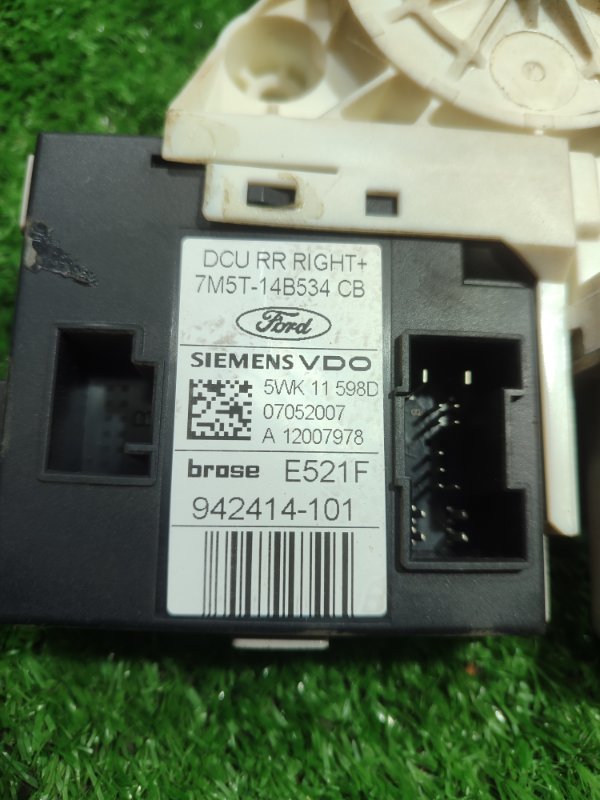 DCU RR RIGHT+
7M5T-14B534 CB
Ford
SIEMENS VDO
5WK 11 598D
07052007
A 12007978
brose E521F
942414-101